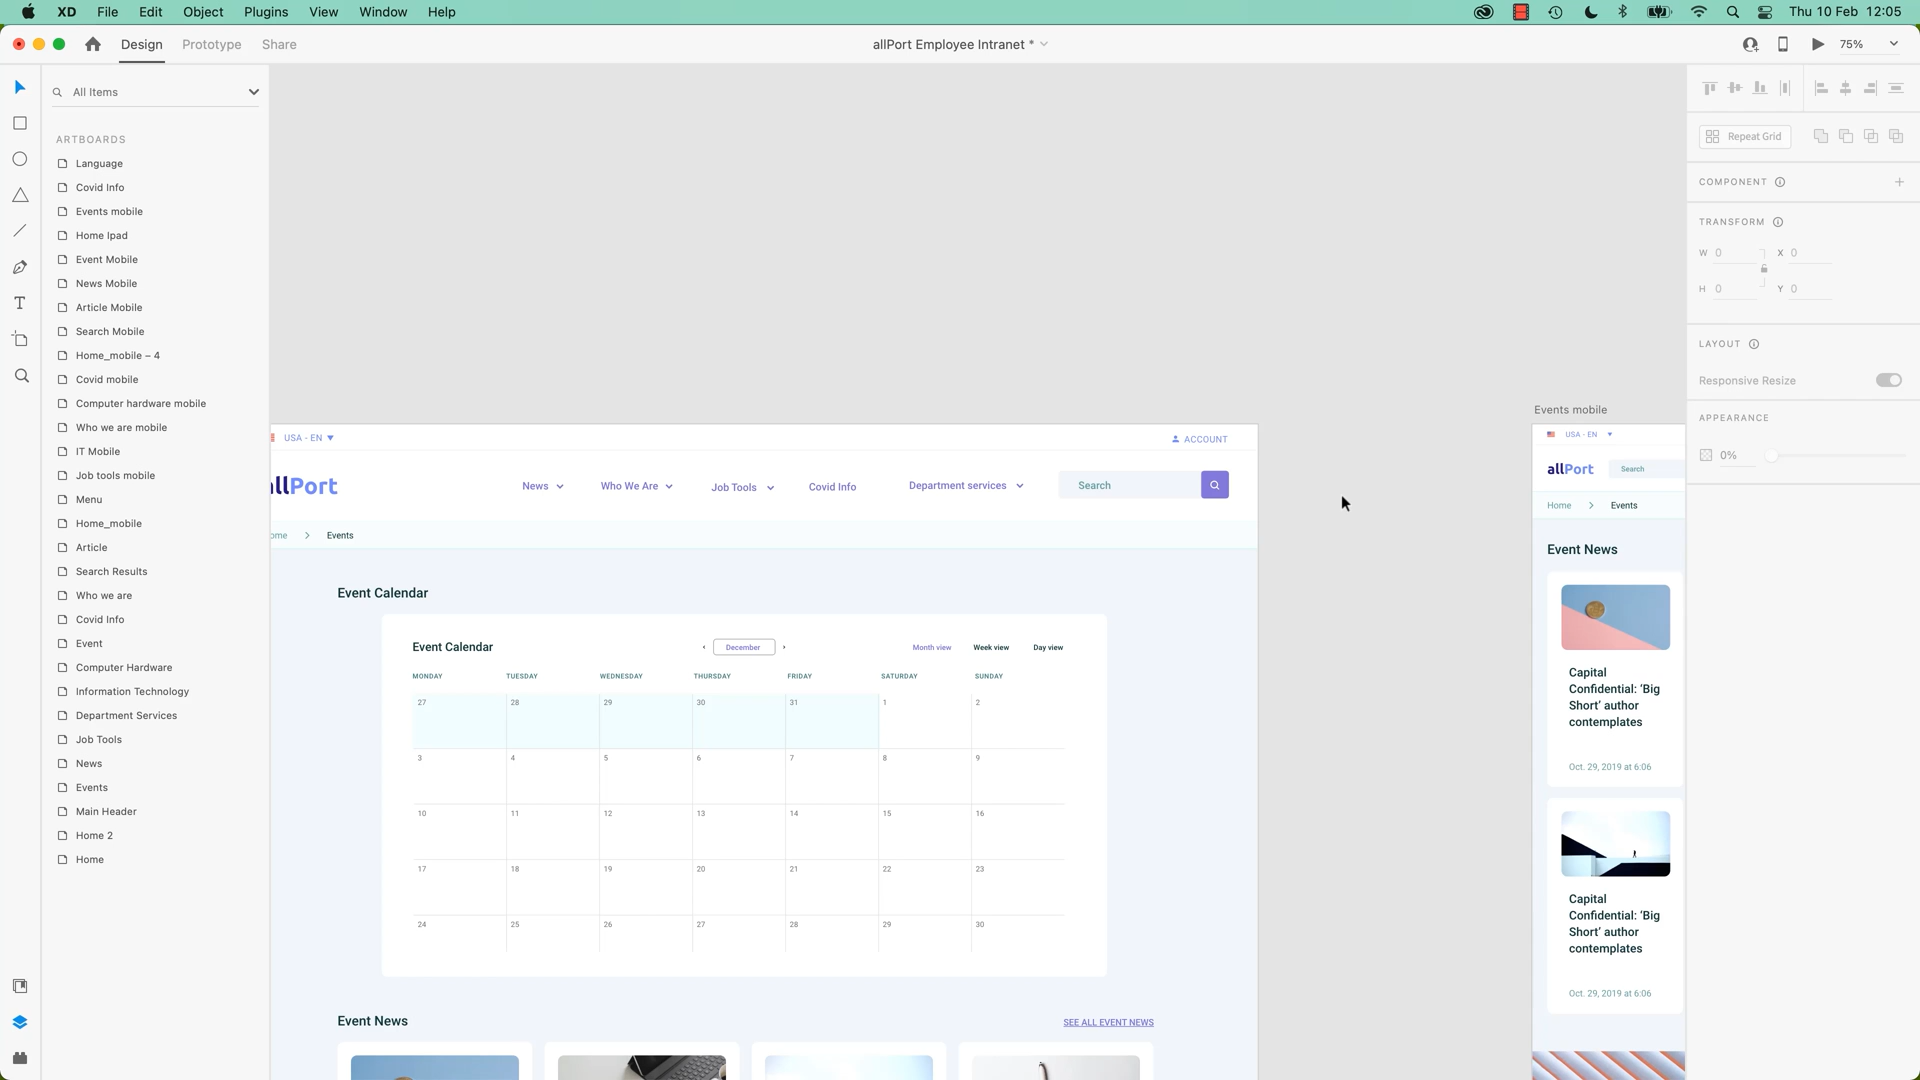 XD File Edit Object Plugins View Window Help Thu 10 Feb 12:05
Design Prototype Share allPort Employee Intranet * 75%
All Items
ARTBOARDS
Language
Covid Info
Events mobile
Home Ipad
Event Mobile
News Mobile
Article Mobile
Search Mobile
Home_mobile – 4
Covid mobile
Computer hardware mobile
Who we are mobile
IT Mobile
Job tools mobile
Menu
Home_mobile
Article
Search Results
Who we are
Covid Info
Event
Computer Hardware
Information Technology
Department Services
Job Tools
News
Events
Main Header
Home 2
Home
USA - EN ACCOUNT
allPort News Who We Are Job Tools Covid Info Department services Search
ome Events
Event Calendar
Event Calendar ‹ December › Month view Week view Day view
MONDAY TUESDAY WEDNESDAY THURSDAY FRIDAY SATURDAY SUNDAY
27 28 29 30 31 1 2
3 4 5 6 7 8 9
10 11 12 13 14 15 16
17 18 19 20 21 22 23
24 25 26 27 28 29 30
Event News SEE ALL EVENT NEWS
Events mobile
USA - EN
allPort Search
Home Events
Event News
Capital
Confidential: ‘Big
Short’ author
contemplates
Oct. 29, 2019 at 6:06
Capital
Confidential: ‘Big
Short’ author
contemplates
Oct. 29, 2019 at 6:06
Repeat Grid
COMPONENT
TRANSFORM
W 0 X 0
H 0 Y 0
LAYOUT
Responsive Resize
APPEARANCE
0%